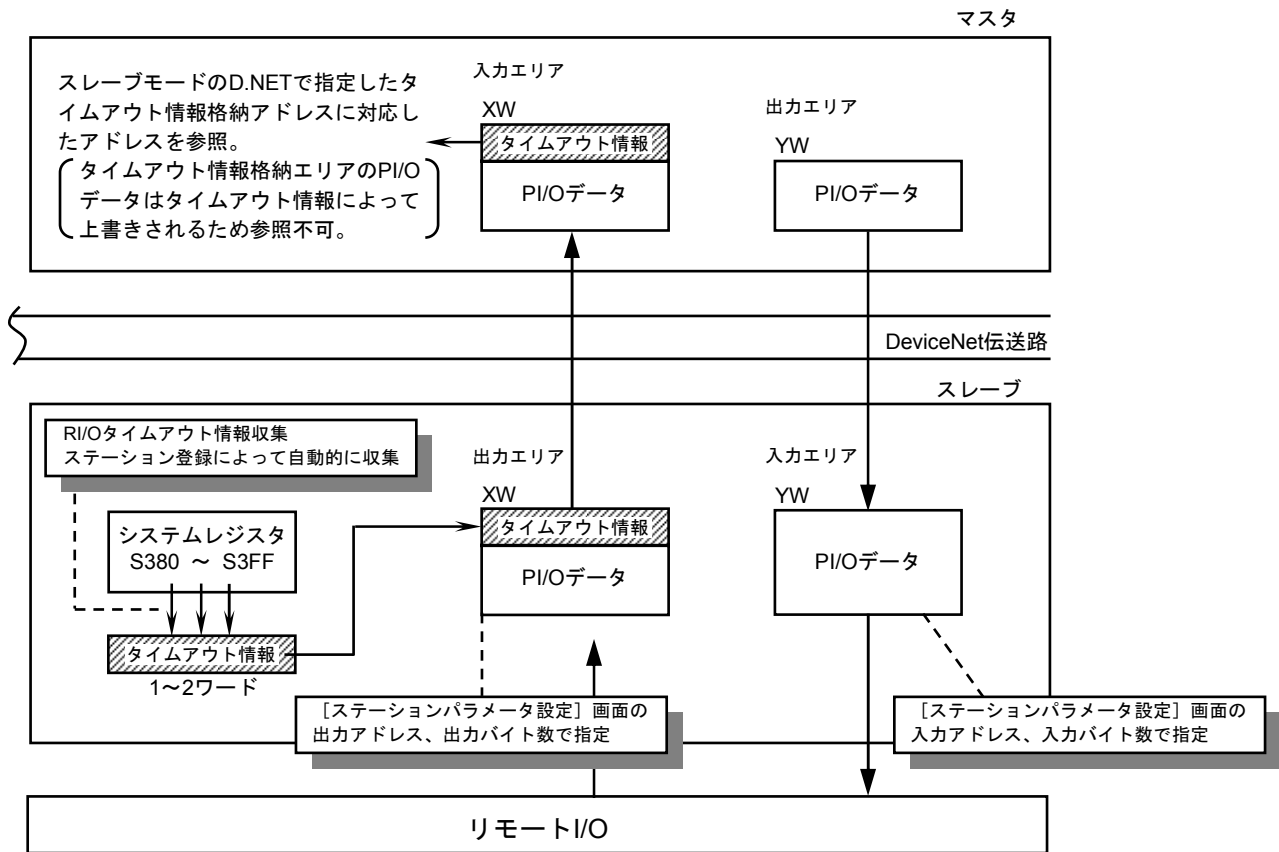 マスタ
スレーブモードのD.NETで指定したタ
イムアウト情報格納アドレスに対応し
たアドレスを参照。
タイムアウト情報格納エリアのPI/O
データはタイムアウト情報によって
上書きされるため参照不可。
入力エリア
XW
タイムアウト情報
PI/Oデータ
出力エリア
YW
PI/Oデータ
DeviceNet伝送路
スレーブ
RI/Oタイムアウト情報収集
ステーション登録によって自動的に収集
システムレジスタ
S380 ～ S3FF
タイムアウト情報
1～2ワード
出力エリア
XW
タイムアウト情報
PI/Oデータ
入力エリア
YW
PI/Oデータ
［ステーションパラメータ設定］画面の
出力アドレス、出力バイト数で指定
［ステーションパラメータ設定］画面の
入力アドレス、入力バイト数で指定
リモートI/O